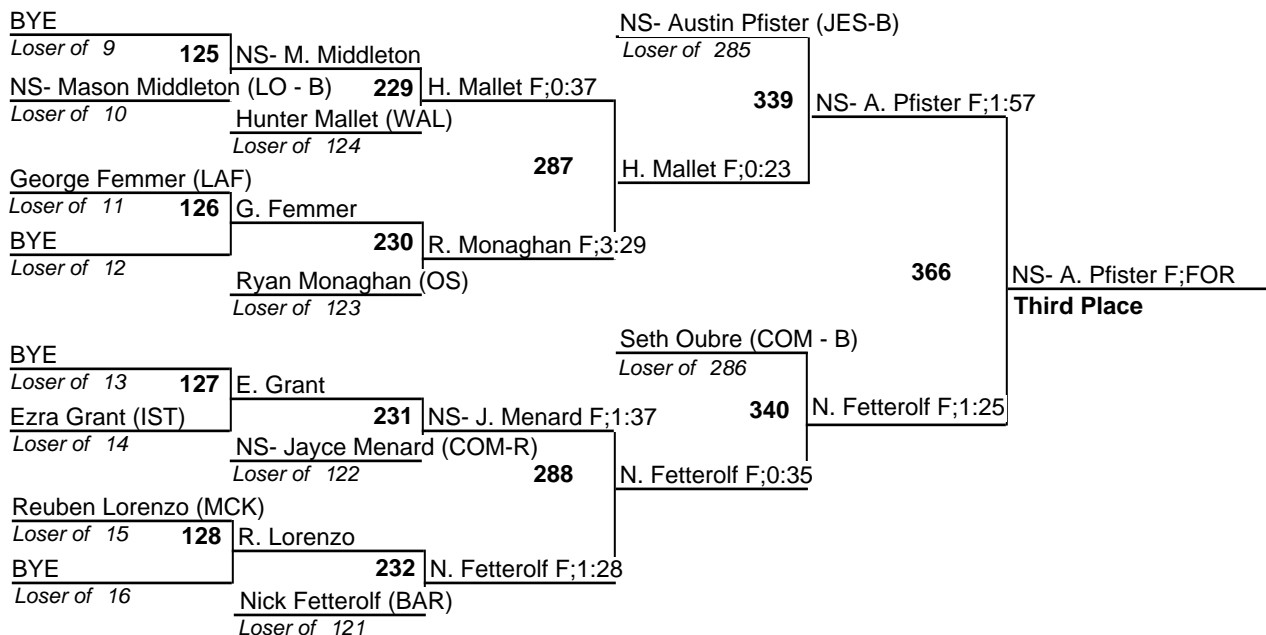 BYE
Loser of 9
125
NS- Mason Middleton (LO - B)
Loser of 10
NS- M. Middleton
229
Hunter Mallet (WAL)
Loser of 124
H. Mallet F;0:37
George Femmer (LAF)
Loser of 11
126
BYE
Loser of 12
G. Femmer
230
Ryan Monaghan (OS)
Loser of 123
R. Monaghan F;3:29
287
NS- Austin Pfister (JES-B)
Loser of 285
339
H. Mallet F;0:23
NS- A. Pfister F;1:57
BYE
Loser of 13
127
Ezra Grant (IST)
Loser of 14
E. Grant
231
NS- Jayce Menard (COM-R)
Loser of 122
NS- J. Menard F;1:37
Reuben Lorenzo (MCK)
Loser of 15
128
BYE
Loser of 16
R. Lorenzo
232
Nick Fetterolf (BAR)
Loser of 121
N. Fetterolf F;1:28
288
Seth Oubre (COM - B)
Loser of 286
340
N. Fetterolf F;0:35
N. Fetterolf F;1:25
366
NS- A. Pfister F;FOR
Third Place